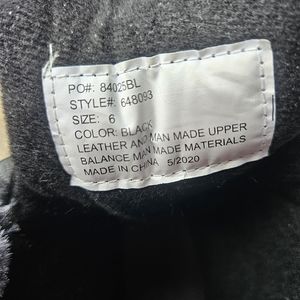 PO#: 84025BL
STYLE#: 648093
SIZE: 6
COLOR: BLACK
LEATHER AND MAN MADE UPPER
BALANCE MAN MADE MATERIALS
MADE IN CHINA 5/2020